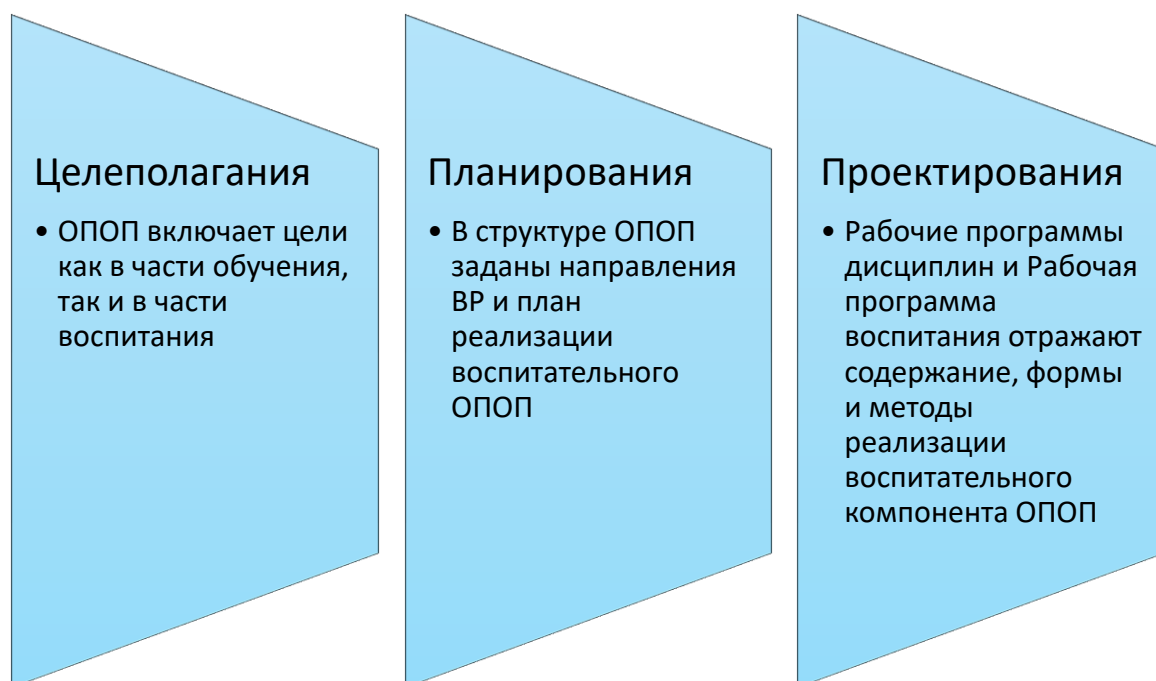 Целеполагания
• ОПОП включает цели
как в части обучения,
так и в части
воспитания
Планирования
• В структуре ОПОП
заданы направления
ВР и план
реализации
воспитательного
ОПОП
Проектирования
• Рабочие программы
дисциплин и Рабочая
программа
воспитания отражают
содержание, формы
и методы
реализации
воспитательного
компонента ОПОП